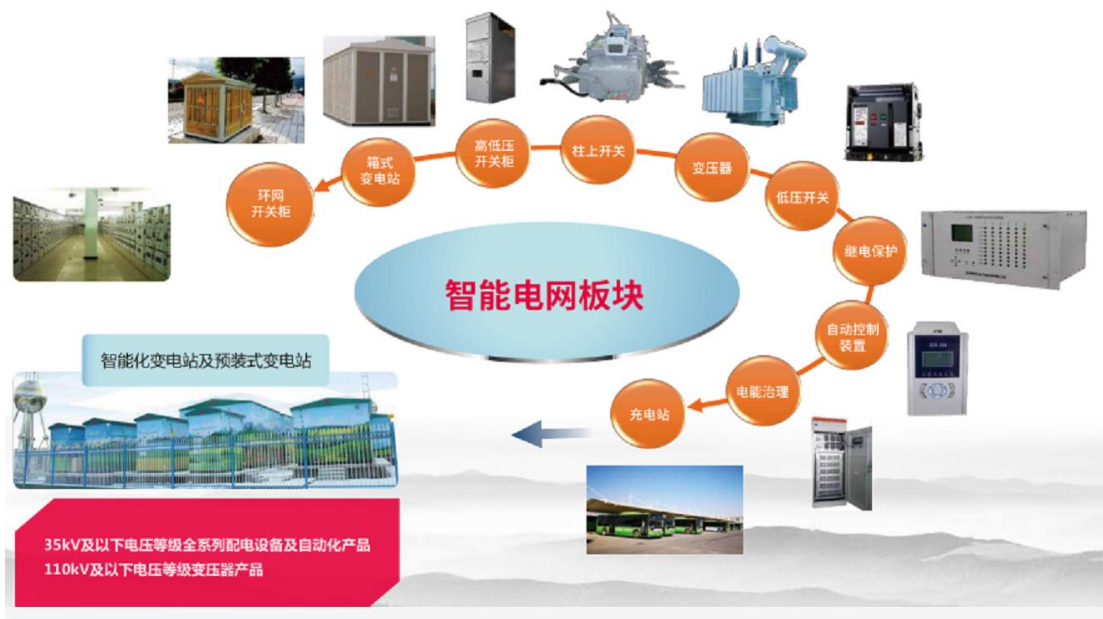 高低压
开关柜
柱上开关
箱式
变电站
变压器
环网
开关柜
低压开关
继电保护
智能电网板块
自动控制
装置
智能化变电站及预装式变电站
电能治理
充电站
35kV及以下电压等级全系列配电设备及自动化产品
110kV及以下电压等级变压器产品